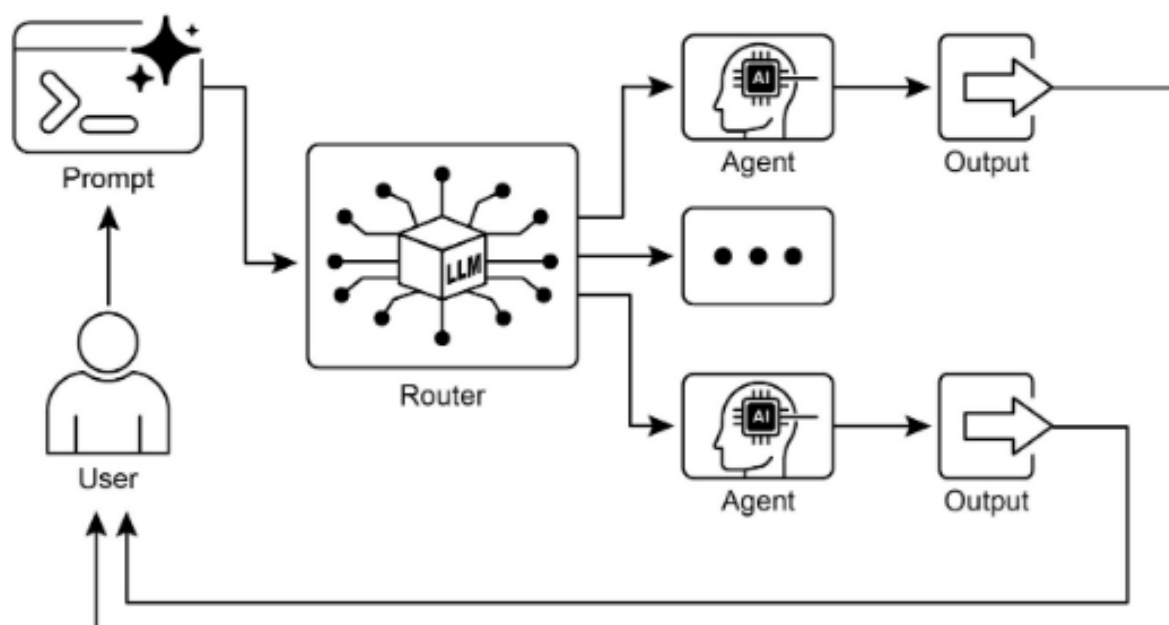 Prompt
User
LLM
Router
AI
Agent
Output
AI
Agent
Output